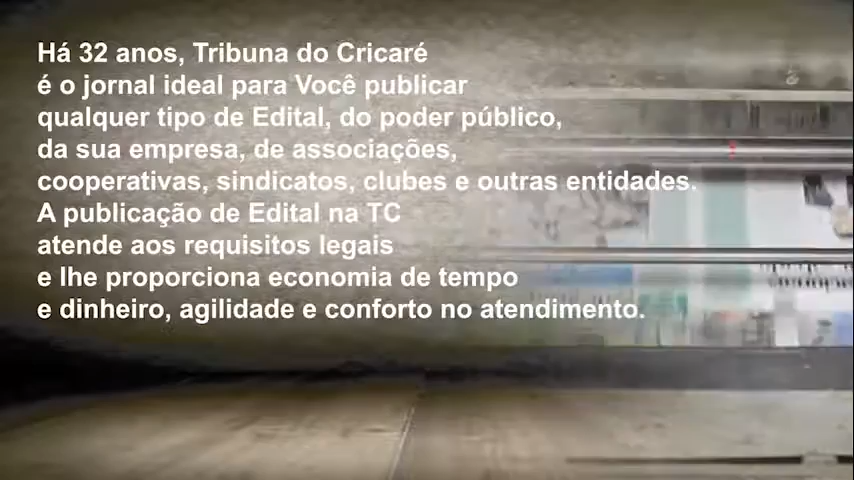 Há 32 anos, Tribuna do Cricaré
é o jornal ideal para Você publicar
qualquer tipo de Edital, do poder público,
da sua empresa, de associações,
cooperativas, sindicatos, clubes e outras entidades.
A publicação de Edital na TC
atende aos requisitos legais
e lhe proporciona economia de tempo
e dinheiro, agilidade e conforto no atendimento.